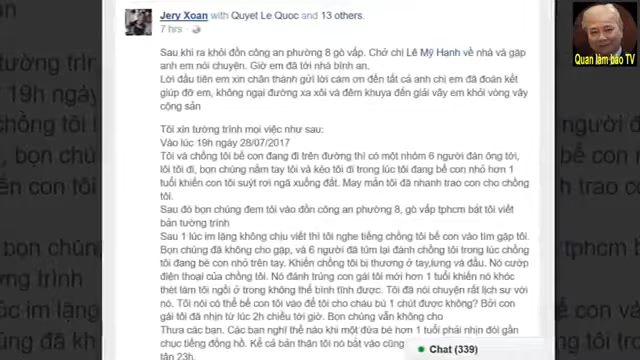 Jery Xoan with Quyet Le Quoc and 13 others.
7 hrs
Sau khi ra khỏi đồn công an phường 8 gò vấp. Chở chị Lê Mỹ Hạnh về nhà và gặp
anh em nói chuyện. Giờ em đã tới nhà bình an.
Lời đầu tiên em xin chân thành gửi lời cám ơn đến tất cả anh chị em đã đoàn kết
giúp đỡ em, không ngại đường xa xôi và đêm khuya đến giải vây em khỏi vòng vây
cộng sản
Tôi xin tường trình mọi việc như sau:
Vào lúc 19h ngày 28/07/2017
Tôi và chồng tôi bế con đang đi trên đường thì có một nhóm 6 người đàn ông tới,
lôi tôi đi, bọn chúng nắm tay tôi và kéo tôi đi trong lúc tôi đang bế con nhỏ hơn 1
tuổi khiến con tôi suýt rơi ngã xuống đất. May mắn tôi đã nhanh trao con cho chồng
tôi.
Sau đó bọn chúng đem tôi vào đồn công an phường 8, gò vấp tphcm bắt tôi viết
bản tường trình
Sau 1 lúc im lặng không chịu viết thì tôi nghe tiếng chồng tôi bế con vào tìm gặp tôi.
Bọn chúng đã không cho gặp, và 6 người đã túm lại đánh chồng tôi trong lúc chồng
tôi đang bé con nhỏ trên tay. Khiến chồng tôi bị thương ở tay,lưng và đầu. Nó cướp
điện thoại của chồng tôi. Nó đánh trúng con gái tôi mới hơn 1 tuổi khiến nó khóc
thét làm tôi ngồi ở trong không thể bình tĩnh được. Tôi đã nói chuyện rất lịch sự với
nó. Tôi nói có thể bế con tôi vào để tôi cho cháu bú 1 chút được không? Bởi con
gái tôi đã nhịn từ lúc 2h chiều tới giờ. Bọn chúng vẫn không cho
Thưa các bạn. Các bạn nghĩ thế nào khi một đứa bé hơn 1 tuổi phải nhịn đói gần
chục tiếng đồng hồ. Kể cả bản thân tôi nó bắt vào cũng
tận 23h.
Chat (339)
Quan làm báo TV